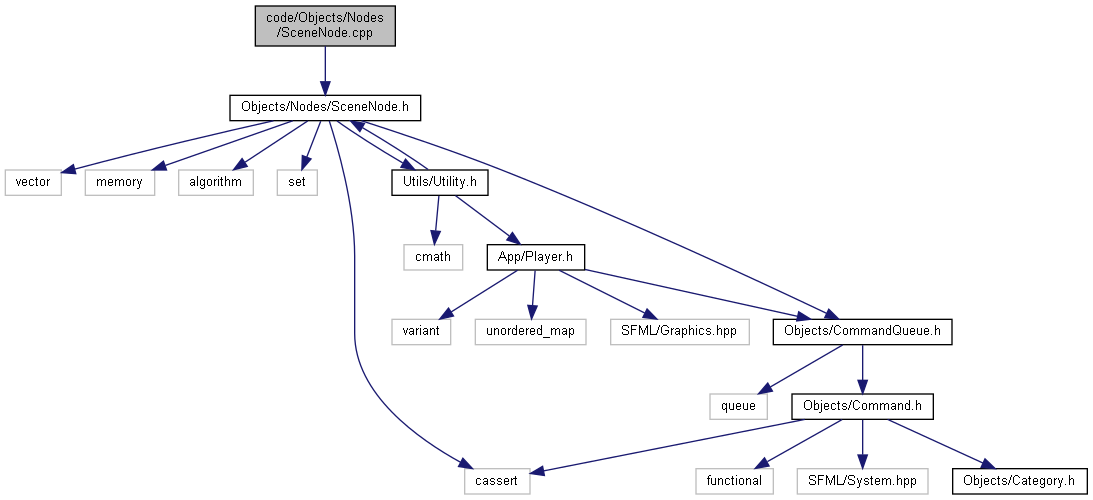 code/Objects/Nodes
/SceneNode.cpp
Objects/Nodes/SceneNode.h
vector
memory
algorithm
set
Utils/Utility.h
cmath
App/Player.h
variant
unordered_map
SFML/Graphics.hpp
Objects/CommandQueue.h
queue
Objects/Command.h
cassert
functional
SFML/System.hpp
Objects/Category.h